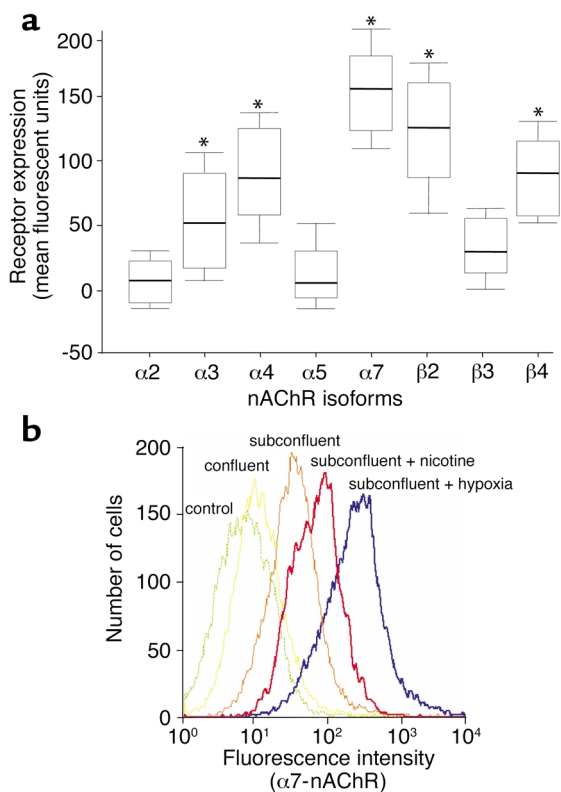 a
Receptor expression
(mean fluorescent units)
200
150
100
50
0
-50
* * * * *
α2 α3 α4 α5 α7 β2 β3 β4
nAChR isoforms
b
Number of cells
200
150
100
50
0
subconfluent
confluent
subconfluent + nicotine
subconfluent + hypoxia
control
10⁰ 10¹ 10² 10³ 10⁴
Fluorescence intensity
(α7-nAChR)